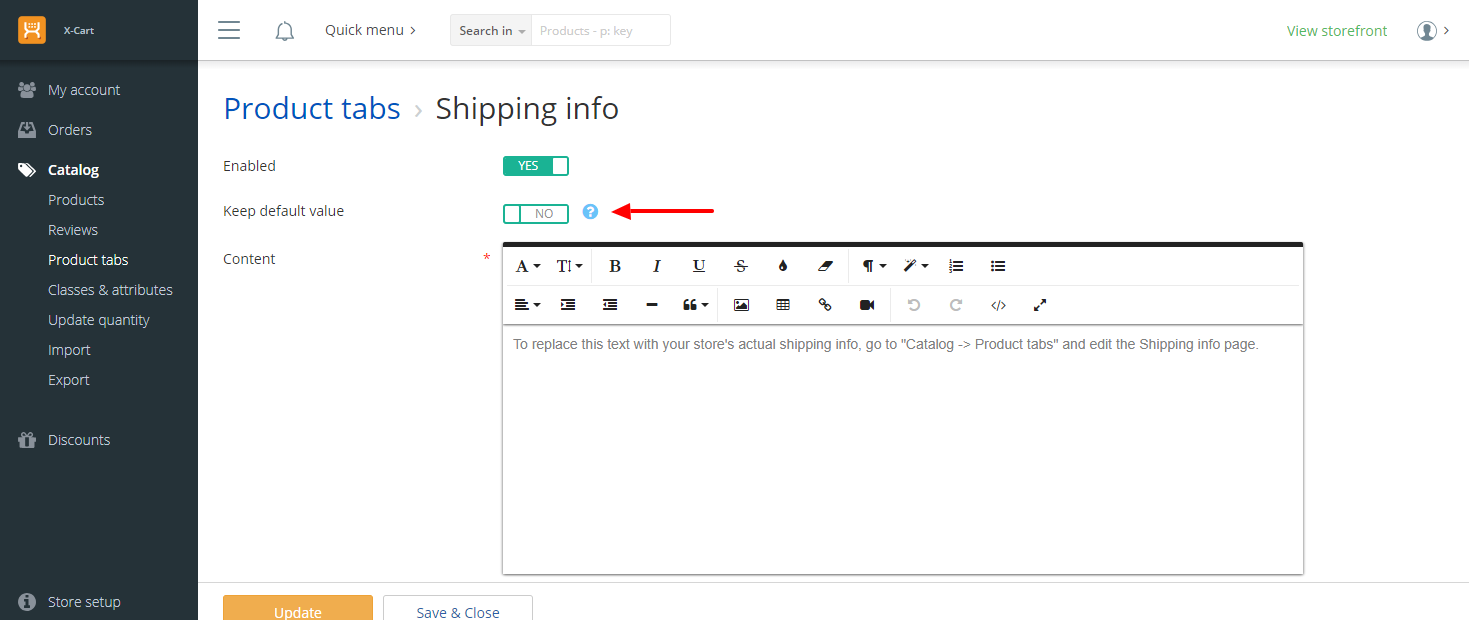 X-Cart
Quick menu
Search in
Products - p: key
View storefront
My account
Orders
Catalog
Products
Reviews
Product tabs
Classes & attributes
Update quantity
Import
Export
Discounts
Store setup
Product tabs › Shipping info
Enabled
YES
Keep default value
NO
?
Content
*
A TI
B I U S
¶
</>
To replace this text with your store's actual shipping info, go to "Catalog -> Product tabs" and edit the Shipping info page.
Update
Save & Close